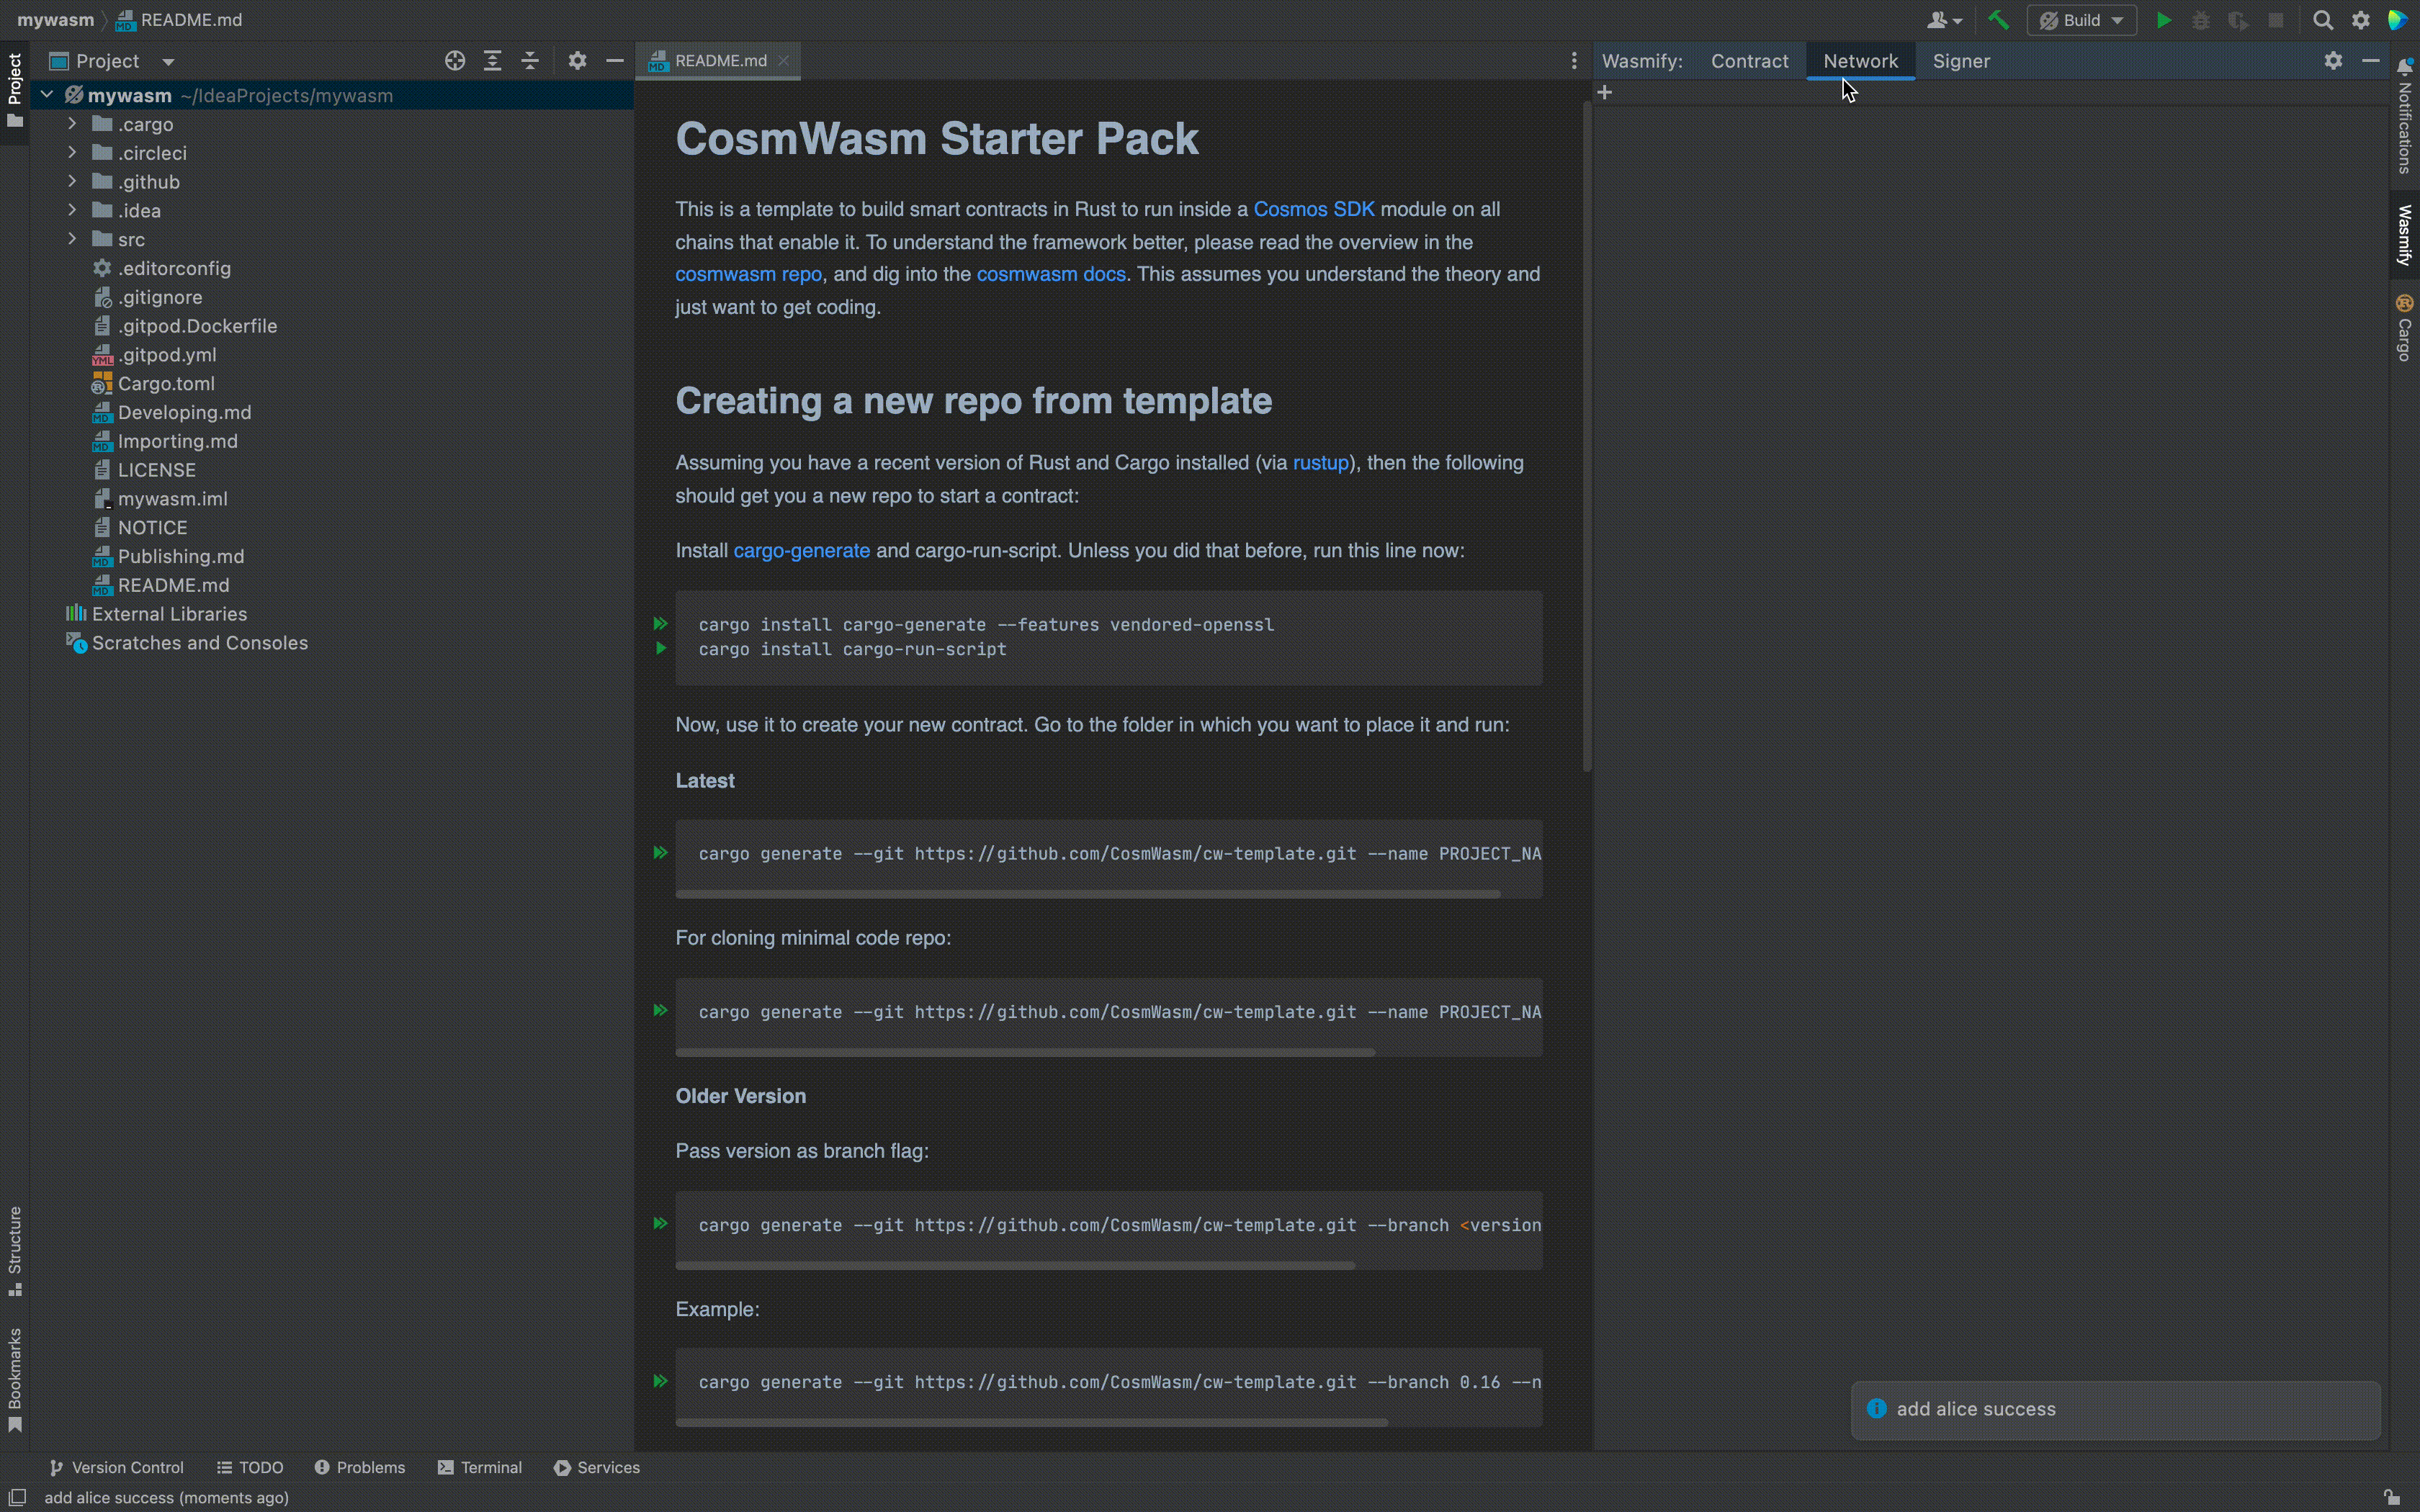 mywasm
README.md
Build
Project
Project
mywasm ~/IdeaProjects/mywasm
.cargo
.circleci
.github
.idea
src
.editorconfig
.gitignore
.gitpod.Dockerfile
YML .gitpod.yml
Cargo.toml
MD Developing.md
MD Importing.md
LICENSE
mywasm.iml
NOTICE
MD Publishing.md
MD README.md
External Libraries
Scratches and Consoles
Structure
Bookmarks
MD README.md
CosmWasm Starter Pack
This is a template to build smart contracts in Rust to run inside a Cosmos SDK module on all
chains that enable it. To understand the framework better, please read the overview in the
cosmwasm repo, and dig into the cosmwasm docs. This assumes you understand the theory and
just want to get coding.
Creating a new repo from template
Assuming you have a recent version of Rust and Cargo installed (via rustup), then the following
should get you a new repo to start a contract:
Install cargo-generate and cargo-run-script. Unless you did that before, run this line now:
cargo install cargo-generate --features vendored-openssl
cargo install cargo-run-script
Now, use it to create your new contract. Go to the folder in which you want to place it and run:
Latest
cargo generate --git https://github.com/CosmWasm/cw-template.git --name PROJECT_NA
For cloning minimal code repo:
cargo generate --git https://github.com/CosmWasm/cw-template.git --name PROJECT_NA
Older Version
Pass version as branch flag:
cargo generate --git https://github.com/CosmWasm/cw-template.git --branch <version
Example:
cargo generate --git https://github.com/CosmWasm/cw-template.git --branch 0.16 --n
Wasmify:
Contract
Network
Signer
+
Notifications
Wasmify
Cargo
add alice success
Version Control
TODO
Problems
Terminal
Services
add alice success (moments ago)